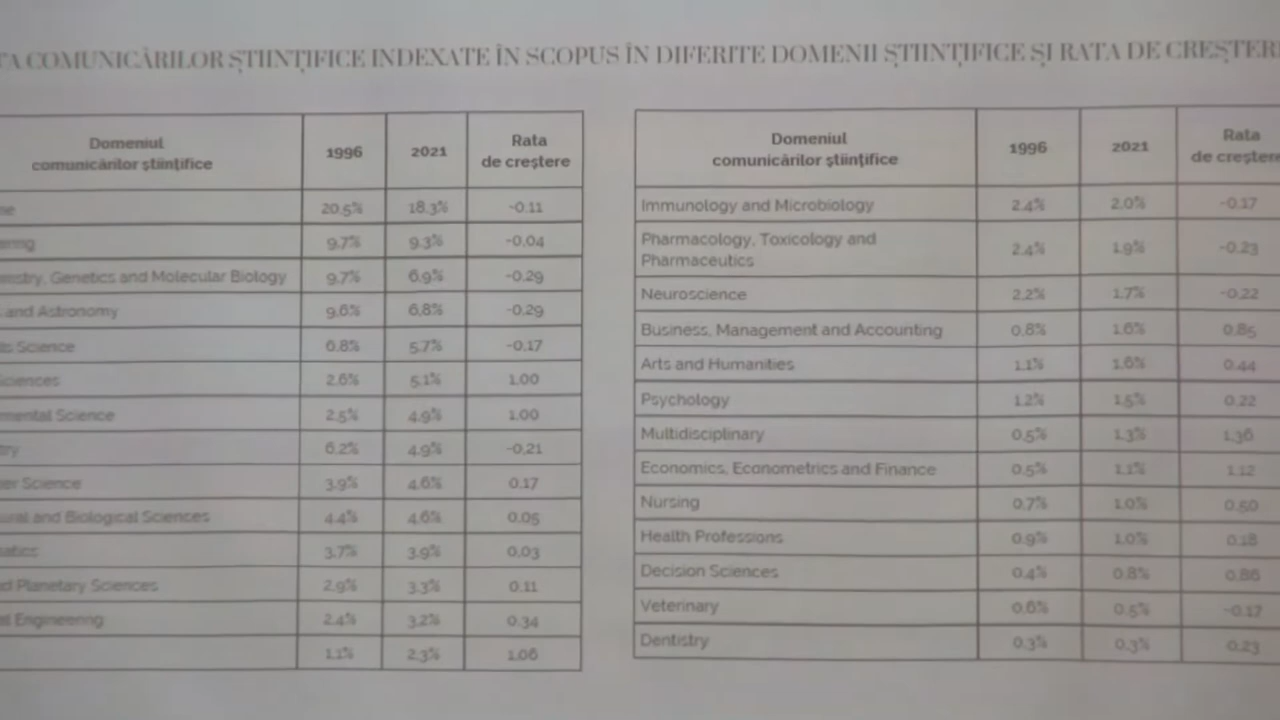 COMUNICĂRILOR ȘTIINȚIFICE INDEXATE ÎN SCOPUS ÎN DIFERITE DOMENII ȘTIINȚIFICE ȘI RATA DE
Domeniul comunicărilor științifice 1996 2021 Rata de creștere
20.5% 18.3% -0.11
9.7% 9.3% -0.04
Genetics and Molecular Biology 9.7% 6.9% -0.29
and Astronomy 9.6% 6.8% -0.29
Science 6.8% 5.7% -0.17
2.6% 5.1% 1.00
Science 2.5% 4.9% 1.00
6.2% 4.9% -0.21
Science 3.9% 4.6% 0.17
and Biological Sciences 4.4% 4.6% 0.05
3.7% 3.9% 0.03
Planetary Sciences 2.9% 3.3% 0.11
Engineering 2.4% 3.2% 0.34
1.1% 2.3% 1.06
Domeniul comunicărilor științifice 1996 2021 Rata de
Immunology and Microbiology 2.4% 2.0% -0.17
Pharmacology, Toxicology and
Pharmaceutics 2.4% 1.9% -0.23
Neuroscience 2.2% 1.7% -0.22
Business, Management and Accounting 0.8% 1.6% 0.85
Arts and Humanities 1.1% 1.6% 0.44
Psychology 1.2% 1.5% 0.22
Multidisciplinary 0.5% 1.3% 1.36
Economics, Econometrics and Finance 0.5% 1.1% 1.12
Nursing 0.7% 1.0% 0.50
Health Professions 0.9% 1.0% 0.18
Decision Sciences 0.4% 0.8% 0.86
Veterinary 0.6% 0.5% -0.17
Dentistry 0.3% 0.3% 0.23